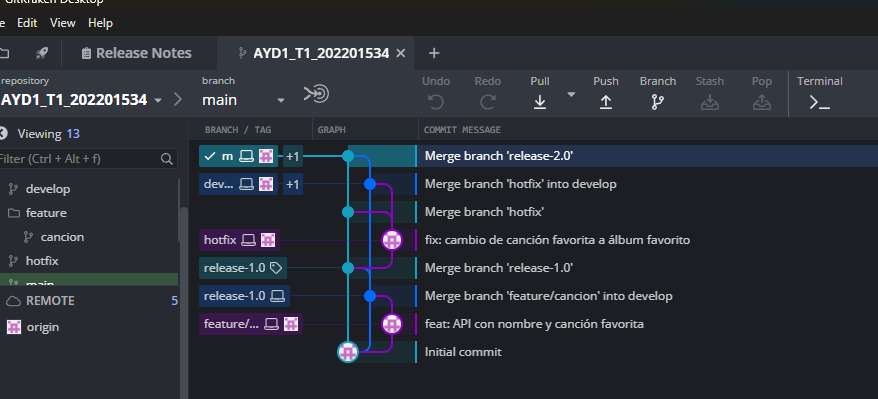 GitKraken Desktop
Edit View Help
Release Notes
AYD1_T1_202201534
repository
AYD1_T1_202201534
branch
main
Undo
Redo
Pull
Push
Branch
Stash
Pop
Terminal
Viewing 13
Filter (Ctrl + Alt + f)
develop
feature
cancion
hotfix
main
REMOTE 5
origin
BRANCH / TAG GRAPH COMMIT MESSAGE
m +1 Merge branch 'release-2.0'
dev... +1 Merge branch 'hotfix' into develop
Merge branch 'hotfix'
hotfix fix: cambio de canción favorita a álbum favorito
release-1.0 Merge branch 'release-1.0'
release-1.0 Merge branch 'feature/cancion' into develop
feature/... feat: API con nombre y canción favorita
Initial commit